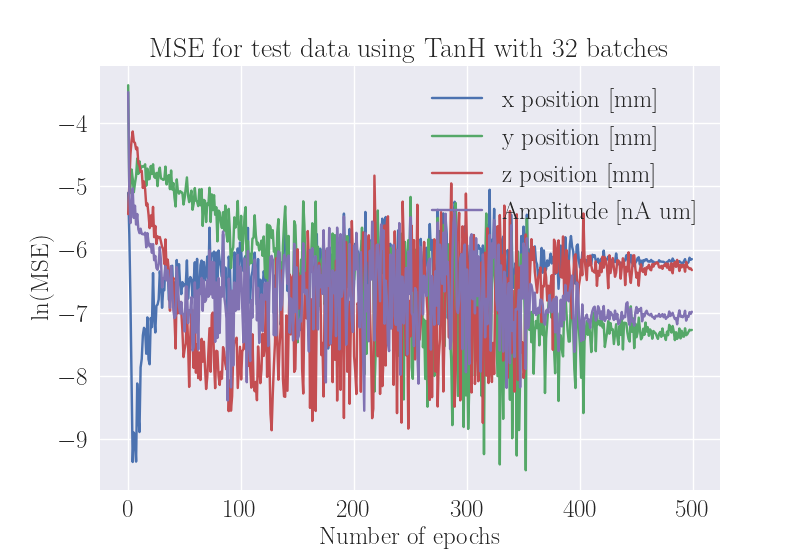 MSE for test data using TanH with 32 batches
x position [mm]
y position [mm]
z position [mm]
Amplitude [nA um]
ln(MSE)
−4
−5
−6
−7
−8
−9
0 100 200 300 400 500
Number of epochs